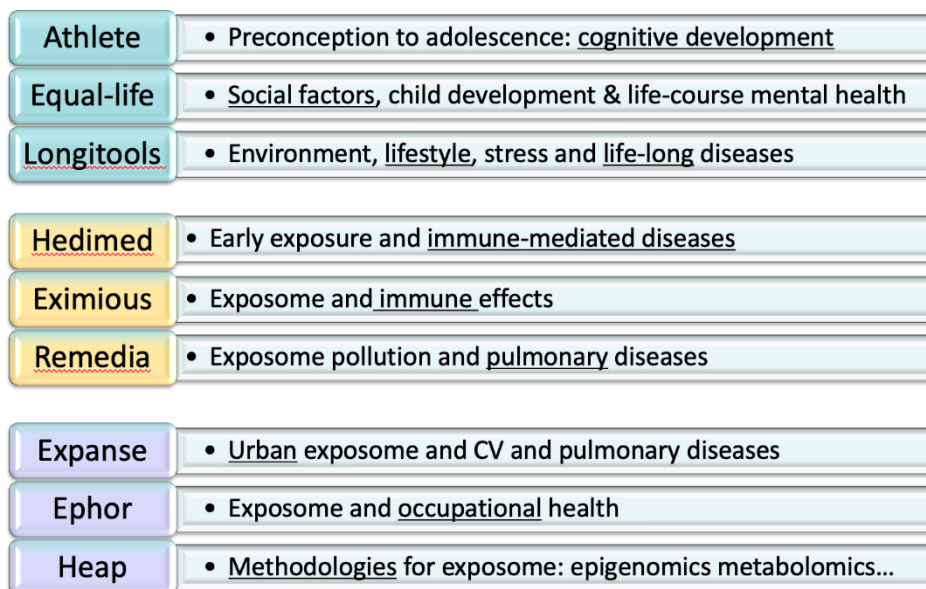 Athlete • Preconception to adolescence: cognitive development
Equal-life • Social factors, child development & life-course mental health
Longitools • Environment, lifestyle, stress and life-long diseases
Hedimed • Early exposure and immune-mediated diseases
Eximious • Exposome and immune effects
Remedia • Exposome pollution and pulmonary diseases
Expanse • Urban exposome and CV and pulmonary diseases
Ephor • Exposome and occupational health
Heap • Methodologies for exposome: epigenomics metabolomics...